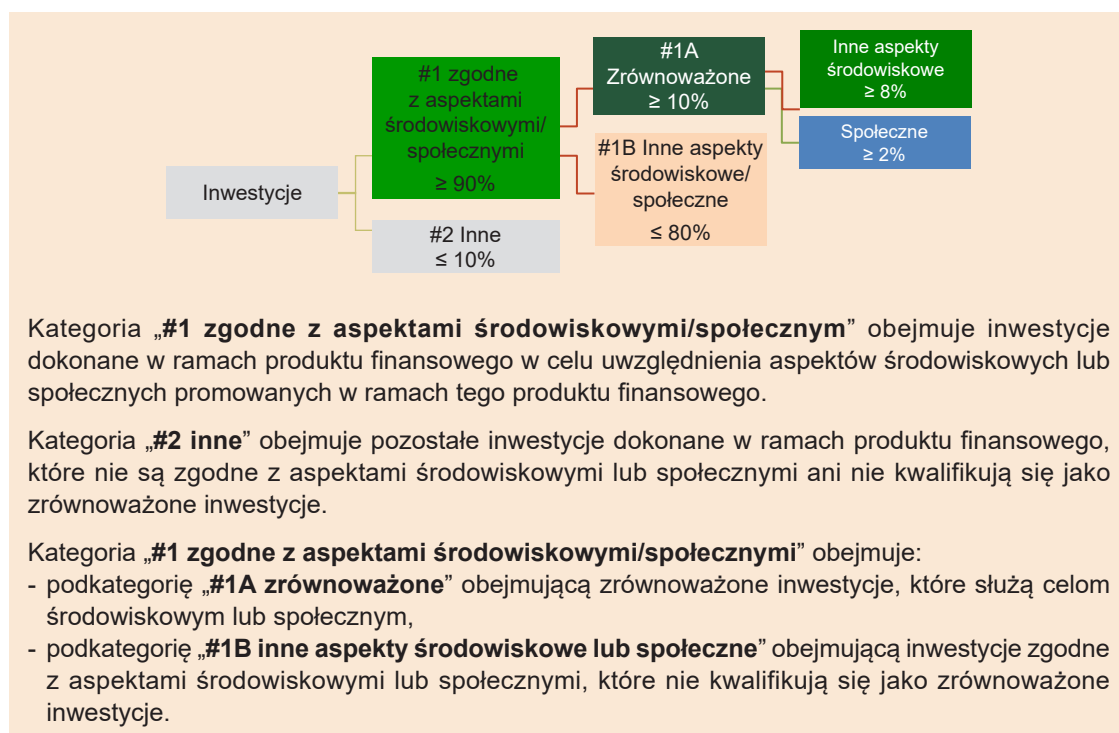 Inwestycje
#1 zgodne
z aspektami
środowiskowymi/
społecznymi
≥ 90%
#2 Inne
≤ 10%
#1A
Zrównoważone
≥ 10%
#1B Inne aspekty
środowiskowe/
społeczne
≤ 80%
Inne aspekty
środowiskowe
≥ 8%
Społeczne
≥ 2%
Kategoria „#1 zgodne z aspektami środowiskowymi/społecznym” obejmuje inwestycje
dokonane w ramach produktu finansowego w celu uwzględnienia aspektów środowiskowych lub
społecznych promowanych w ramach tego produktu finansowego.
Kategoria „#2 inne” obejmuje pozostałe inwestycje dokonane w ramach produktu finansowego,
które nie są zgodne z aspektami środowiskowymi lub społecznymi ani nie kwalifikują się jako
zrównoważone inwestycje.
Kategoria „#1 zgodne z aspektami środowiskowymi/społecznymi” obejmuje:
- podkategorię „#1A zrównoważone” obejmującą zrównoważone inwestycje, które służą celom
środowiskowym lub społecznym,
- podkategorię „#1B inne aspekty środowiskowe lub społeczne” obejmującą inwestycje zgodne
z aspektami środowiskowymi lub społecznymi, które nie kwalifikują się jako zrównoważone
inwestycje.